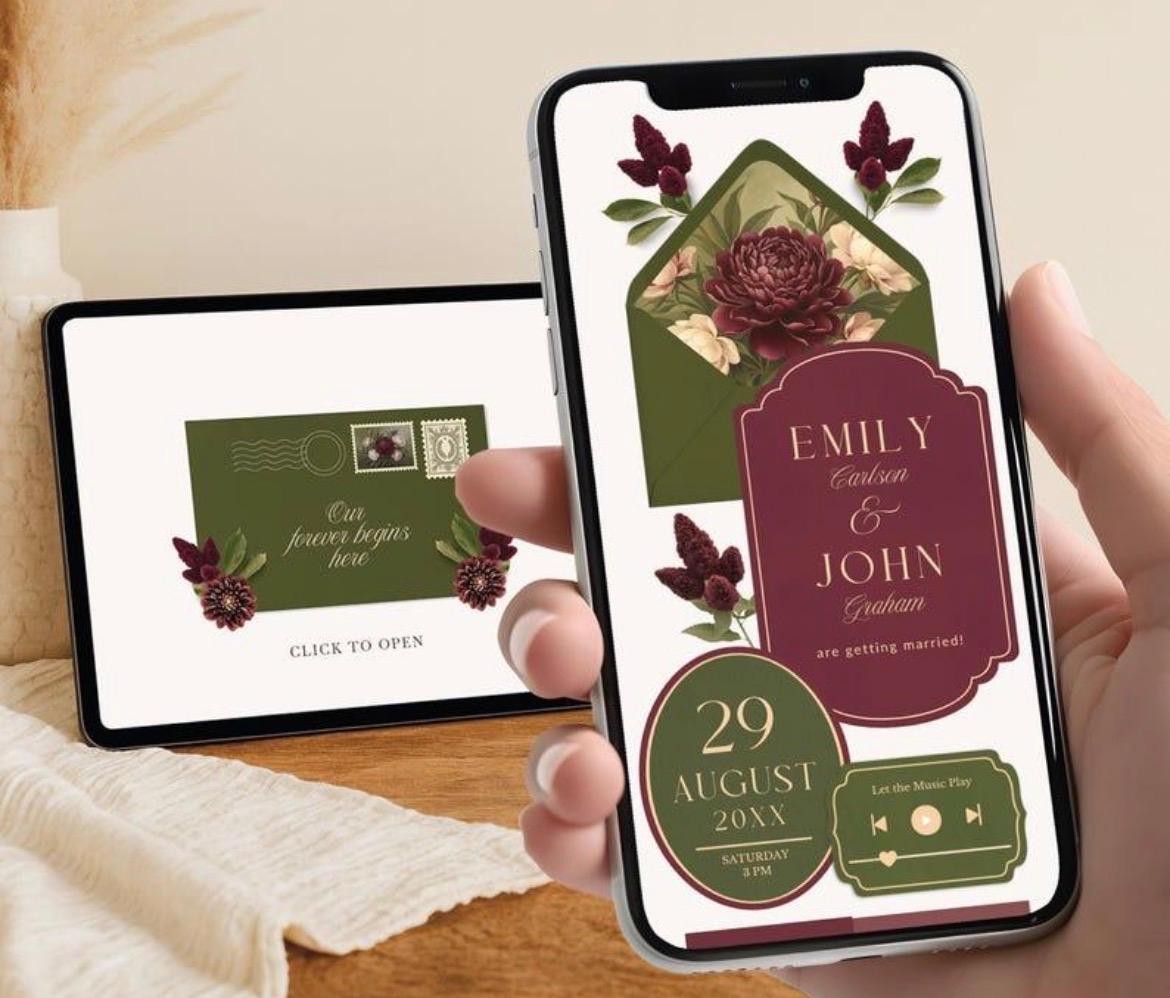 Our
forever begins
here
CLICK TO OPEN
EMILY
Carlson
&
JOHN
Graham
are getting married!
29
AUGUST
20XX
SATURDAY
3 PM
Let the Music Play